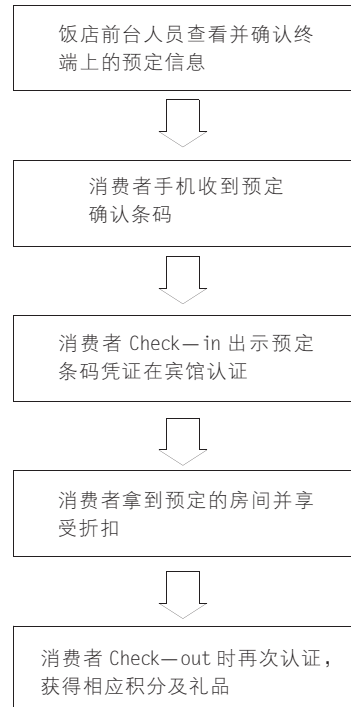 饭店前台人员查看并确认终
端上的预定信息
消费者手机收到预定
确认条码
消费者 Check—in 出示预定
条码凭证在宾馆认证
消费者拿到预定的房间并享
受折扣
消费者 Check—out 时再次认证，
获得相应积分及礼品